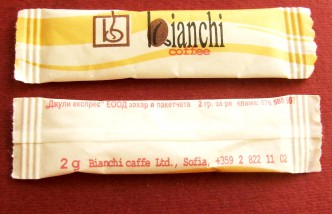 bianchi
coffee
"Джули експрес" ЕООД захар в пакетчета 2 гр. за
2 g Bianchi caffe Ltd., Sofia, +359 2 822 11 02